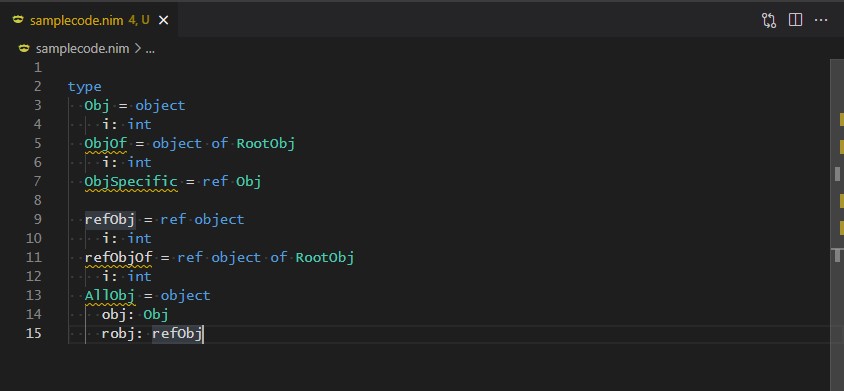 samplecode.nim 4, U
samplecode.nim > ...
1
2 type
3 Obj = object
4 i: int
5 ObjOf = object of RootObj
6 i: int
7 ObjSpecific = ref Obj
8
9 refObj = ref object
10 i: int
11 refObjOf = ref object of RootObj
12 i: int
13 AllObj = object
14 obj: Obj
15 robj: refObj